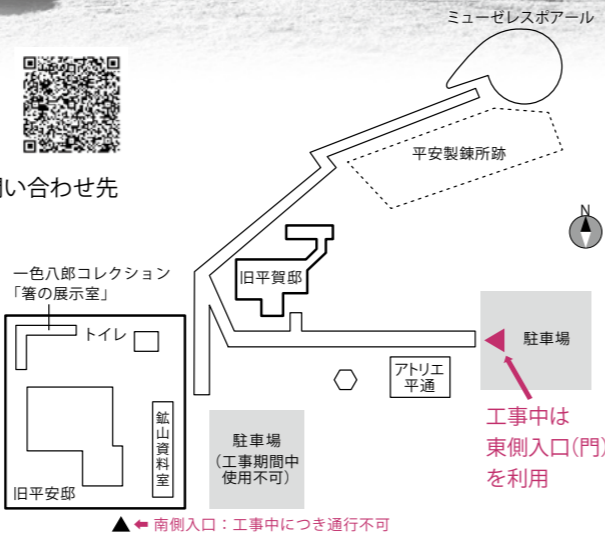 ミューゼレスポアール
平安製錬所跡
い合わせ先
N
旧平賀邸
一色八郎コレクション
「箸の展示室」
トイレ
駐車場
アトリエ
平通
工事中は
東側入口(門)
を利用
鉱山資料室
駐車場
(工事期間中
使用不可)
旧平安邸
▲ ← 南側入口：工事中につき通行不可